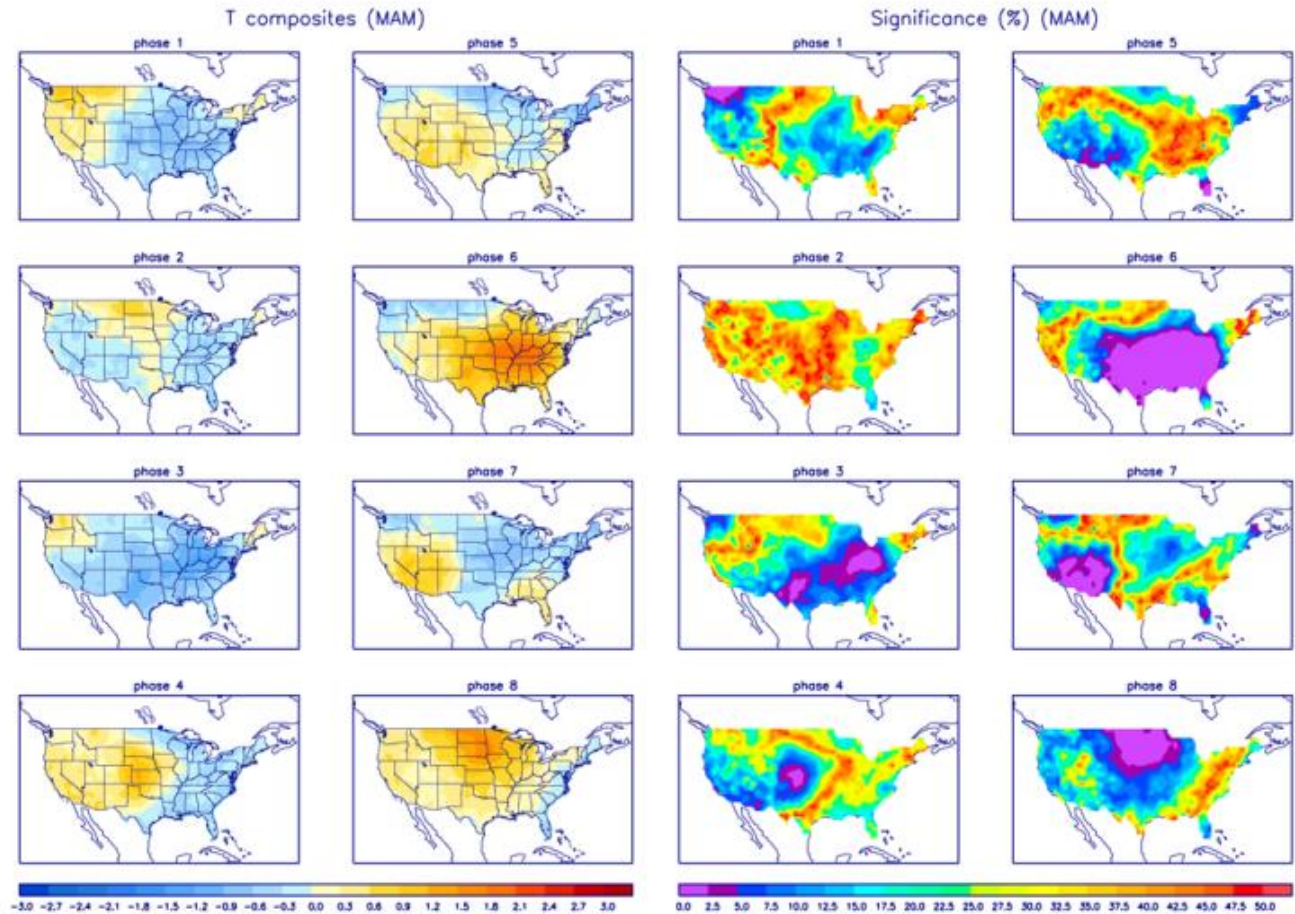 T composites (MAM) Significance (%) (MAM)
phase 1 phase 5 phase 1 phase 5
phase 2 phase 6 phase 2 phase 6
phase 3 phase 7 phase 3 phase 7
phase 4 phase 8 phase 4 phase 8
-3.0 -2.7 -2.4 -2.1 -1.8 -1.5 -1.2 -0.9 -0.6 -0.3 0.0 0.3 0.6 0.9 1.2 1.5 1.8 2.1 2.4 2.7 3.0 0.0 2.5 5.0 7.5 10.0 12.5 15.0 17.5 20.0 22.5 25.0 27.5 30.0 32.5 35.0 37.5 40.0 42.5 45.0 47.5 50.0